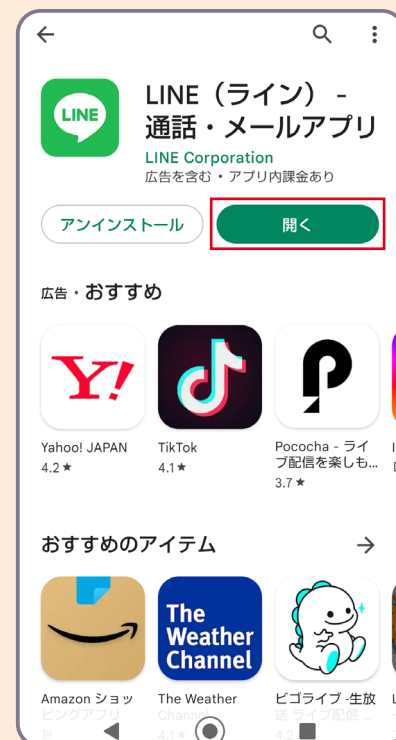 LINE
LINE（ライン） -
通話・メールアプリ
LINE Corporation
広告を含む・アプリ内課金あり
アンインストール
開く
広告・おすすめ
Y!
Yahoo! JAPAN
4.2★
TikTok
4.1★
Pococha - ライ
ブ配信を楽しも...
3.7★
おすすめのアイテム
The
Weather
Channel
Amazon ショッ
ピングアプリ
The Weather
Channel
4.1★
ビゴライブ -生放
送 ライブ配信 ...
4.2